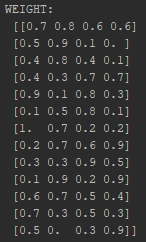 WEIGHT:
[[0.7 0.8 0.6 0.6]
[0.5 0.9 0.1 0. ]
[0.4 0.8 0.4 0.1]
[0.4 0.3 0.7 0.7]
[0.9 0.1 0.8 0.3]
[0.1 0.5 0.8 0.1]
[1.  0.7 0.2 0.2]
[0.2 0.7 0.6 0.9]
[0.3 0.3 0.9 0.5]
[0.1 0.9 0.2 0.9]
[0.6 0.7 0.5 0.4]
[0.7 0.3 0.5 0.3]
[0.5 0.  0.3 0.9]]